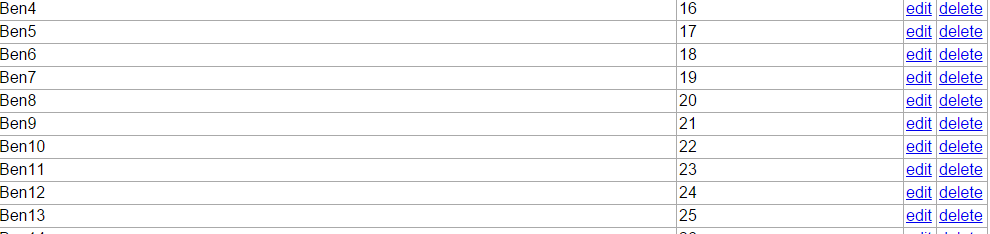 Ben4 16 edit delete
Ben5 17 edit delete
Ben6 18 edit delete
Ben7 19 edit delete
Ben8 20 edit delete
Ben9 21 edit delete
Ben10 22 edit delete
Ben11 23 edit delete
Ben12 24 edit delete
Ben13 25 edit delete